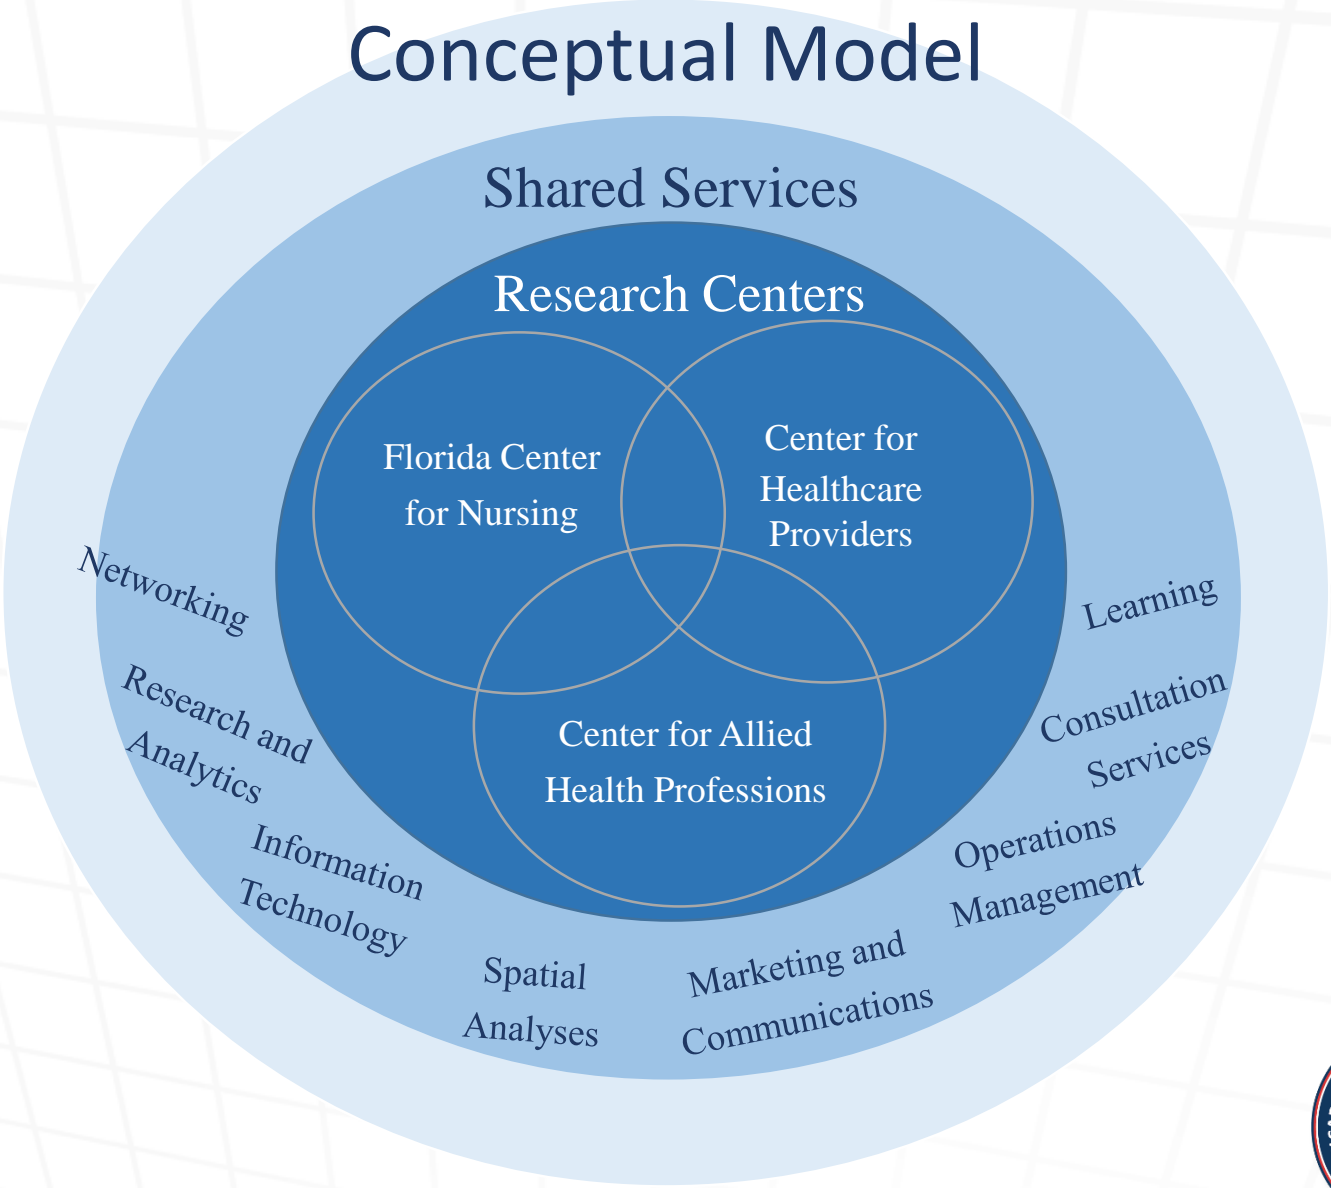 Conceptual Model
Shared Services
Research Centers
Florida Center
for Nursing
Center for
Healthcare
Providers
Center for Allied
Health Professions
Networking
Research and
Analytics
Information
Technology
Spatial
Analyses
Marketing and
Communications
Operations
Management
Consultation
Services
Learning